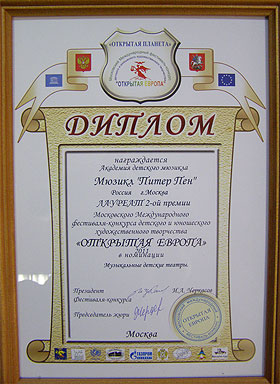 «ОТКРЫТАЯ ПЛАНЕТА»
"ОТКРЫТАЯ ЕВРОПА"
ДИПЛОМ
награждается
Академия детского мюзикла
Мюзикл "Питер Пен"
Россия г.Москва
ЛАУРЕАТ 2-ой премии
Московского Международного
фестиваля-конкурса детского и юношеского
художественного творчества
«ОТКРЫТАЯ ЕВРОПА»
2011
в номинации
Музыкальные детские театры.
Президент
Фестиваля-конкурса
И.А. Черкасов
Председатель жюри
ОТКРЫТАЯ
ЕВРОПА
Москва
ГАЗПРОМ